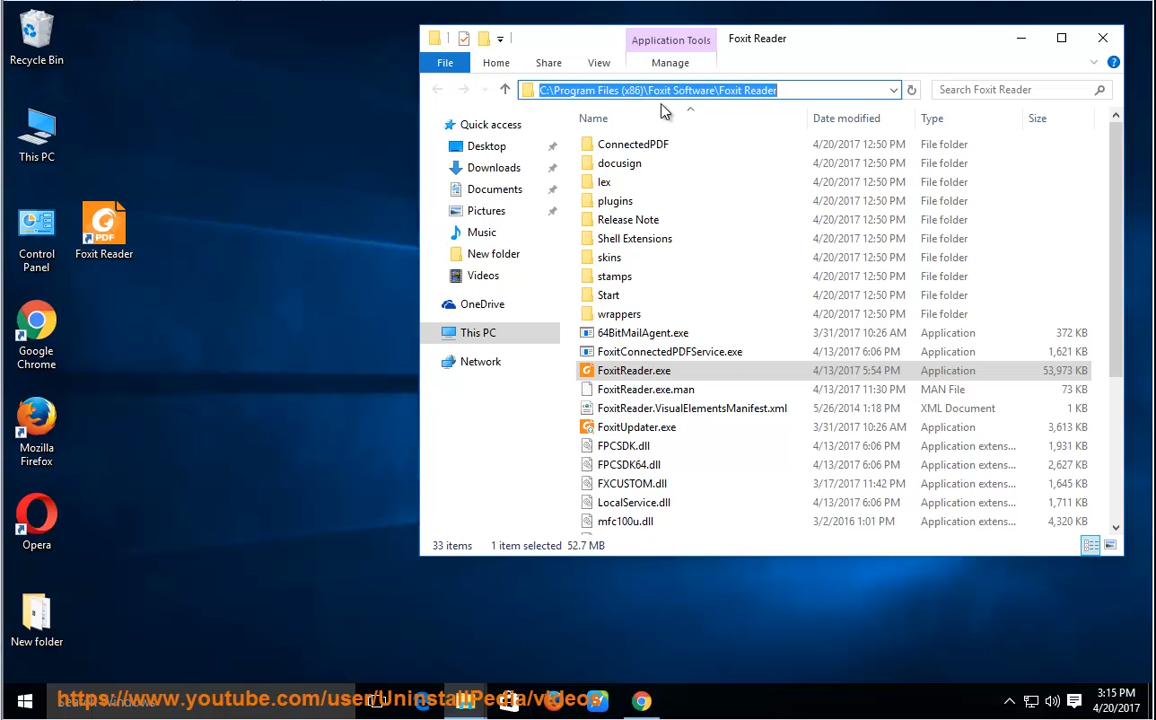 Recycle Bin
This PC
Control
Panel
PDF
Foxit Reader
Google
Chrome
Mozilla
Firefox
Opera
New folder
Application Tools
Foxit Reader
File
Home
Share
View
Manage
C:\Program Files (x86)\Foxit Software\Foxit Reader
Search Foxit Reader
Quick access
Desktop
Downloads
Documents
Pictures
Music
New folder
Videos
OneDrive
This PC
Network
Name Date modified Type Size
ConnectedPDF 4/20/2017 12:50 PM File folder
docusign 4/20/2017 12:50 PM File folder
lex 4/20/2017 12:50 PM File folder
plugins 4/20/2017 12:50 PM File folder
Release Note 4/20/2017 12:50 PM File folder
Shell Extensions 4/20/2017 12:50 PM File folder
skins 4/20/2017 12:50 PM File folder
stamps 4/20/2017 12:50 PM File folder
Start 4/20/2017 12:50 PM File folder
wrappers 4/20/2017 12:50 PM File folder
64BitMailAgent.exe 3/31/2017 10:26 AM Application 372 KB
FoxitConnectedPDFService.exe 4/13/2017 6:06 PM Application 1,621 KB
FoxitReader.exe 4/13/2017 5:54 PM Application 53,973 KB
FoxitReader.exe.man 4/13/2017 11:30 PM MAN File 73 KB
FoxitReader.VisualElementsManifest.xml 5/26/2014 1:18 PM XML Document 1 KB
FoxitUpdater.exe 3/31/2017 10:26 AM Application 3,613 KB
FPCSDK.dll 4/13/2017 6:06 PM Application extens... 1,931 KB
FPCSDK64.dll 4/13/2017 6:06 PM Application extens... 2,627 KB
FXCUSTOM.dll 3/17/2017 11:42 PM Application extens... 1,645 KB
LocalService.dll 4/13/2017 6:06 PM Application extens... 1,711 KB
mfc100u.dll 3/2/2016 1:01 PM Application extens... 4,320 KB
33 items 1 item selected 52.7 MB
Search Windows
https://www.youtube.com/user/UninstallPedia/videos
3:15 PM
4/20/2017